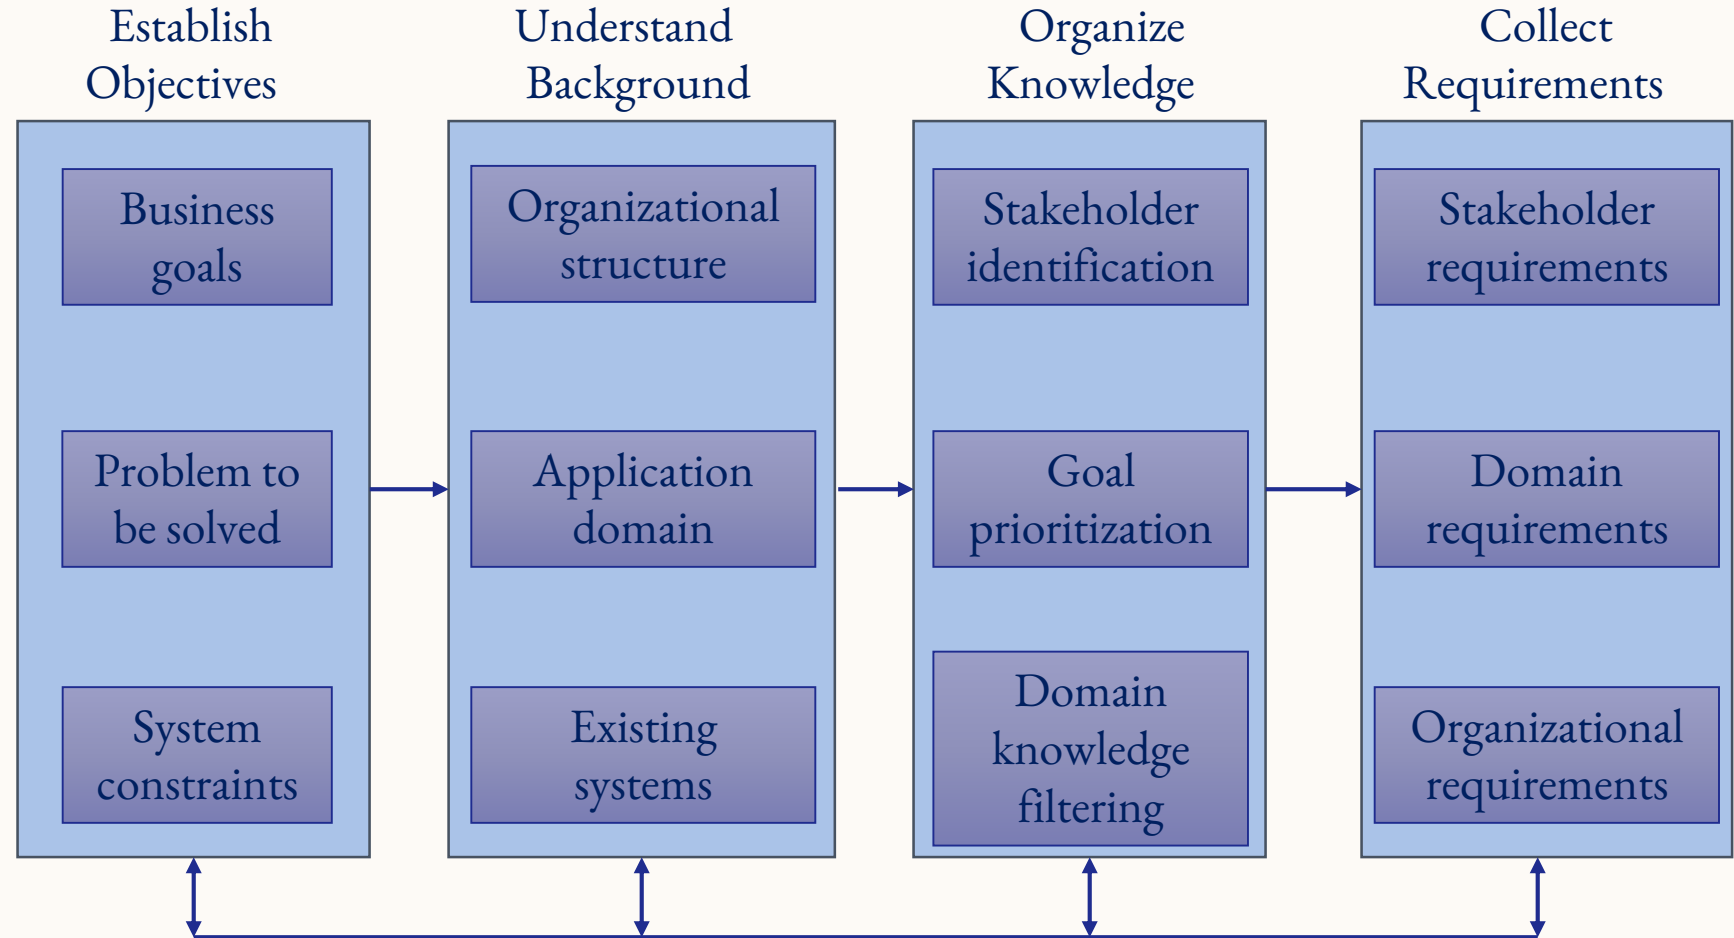 Establish
Objectives
Understand
Background
Organize
Knowledge
Collect
Requirements
Business
goals
Problem to
be solved
System
constraints
Organizational
structure
Application
domain
Existing
systems
Stakeholder
identification
Goal
prioritization
Domain
knowledge
filtering
Stakeholder
requirements
Domain
requirements
Organizational
requirements